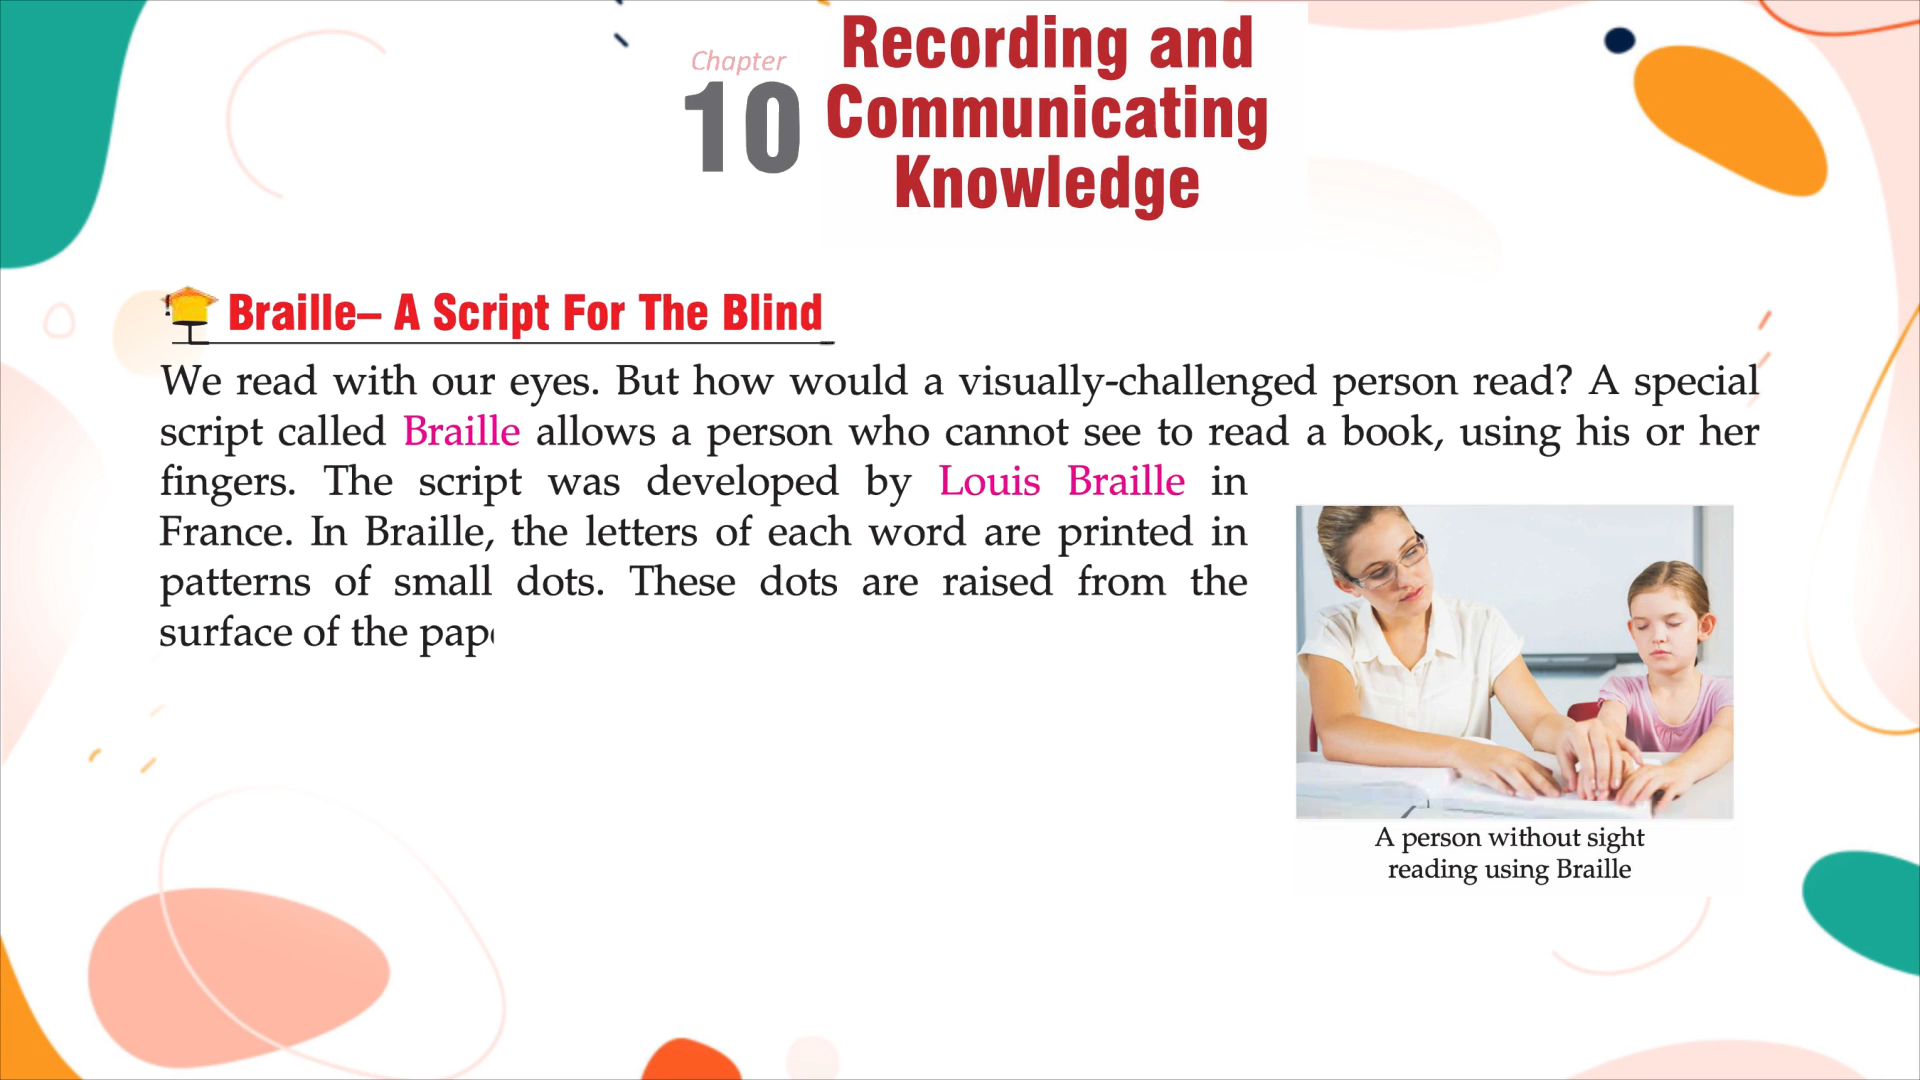 Chapter
10
Recording and
Communicating
Knowledge
Braille– A Script For The Blind
We read with our eyes. But how would a visually-challenged person read? A special
script called Braille allows a person who cannot see to read a book, using his or her
fingers. The script was developed by Louis Braille in
France. In Braille, the letters of each word are printed in
patterns of small dots. These dots are raised from the
surface of the pap
A person without sight
reading using Braille